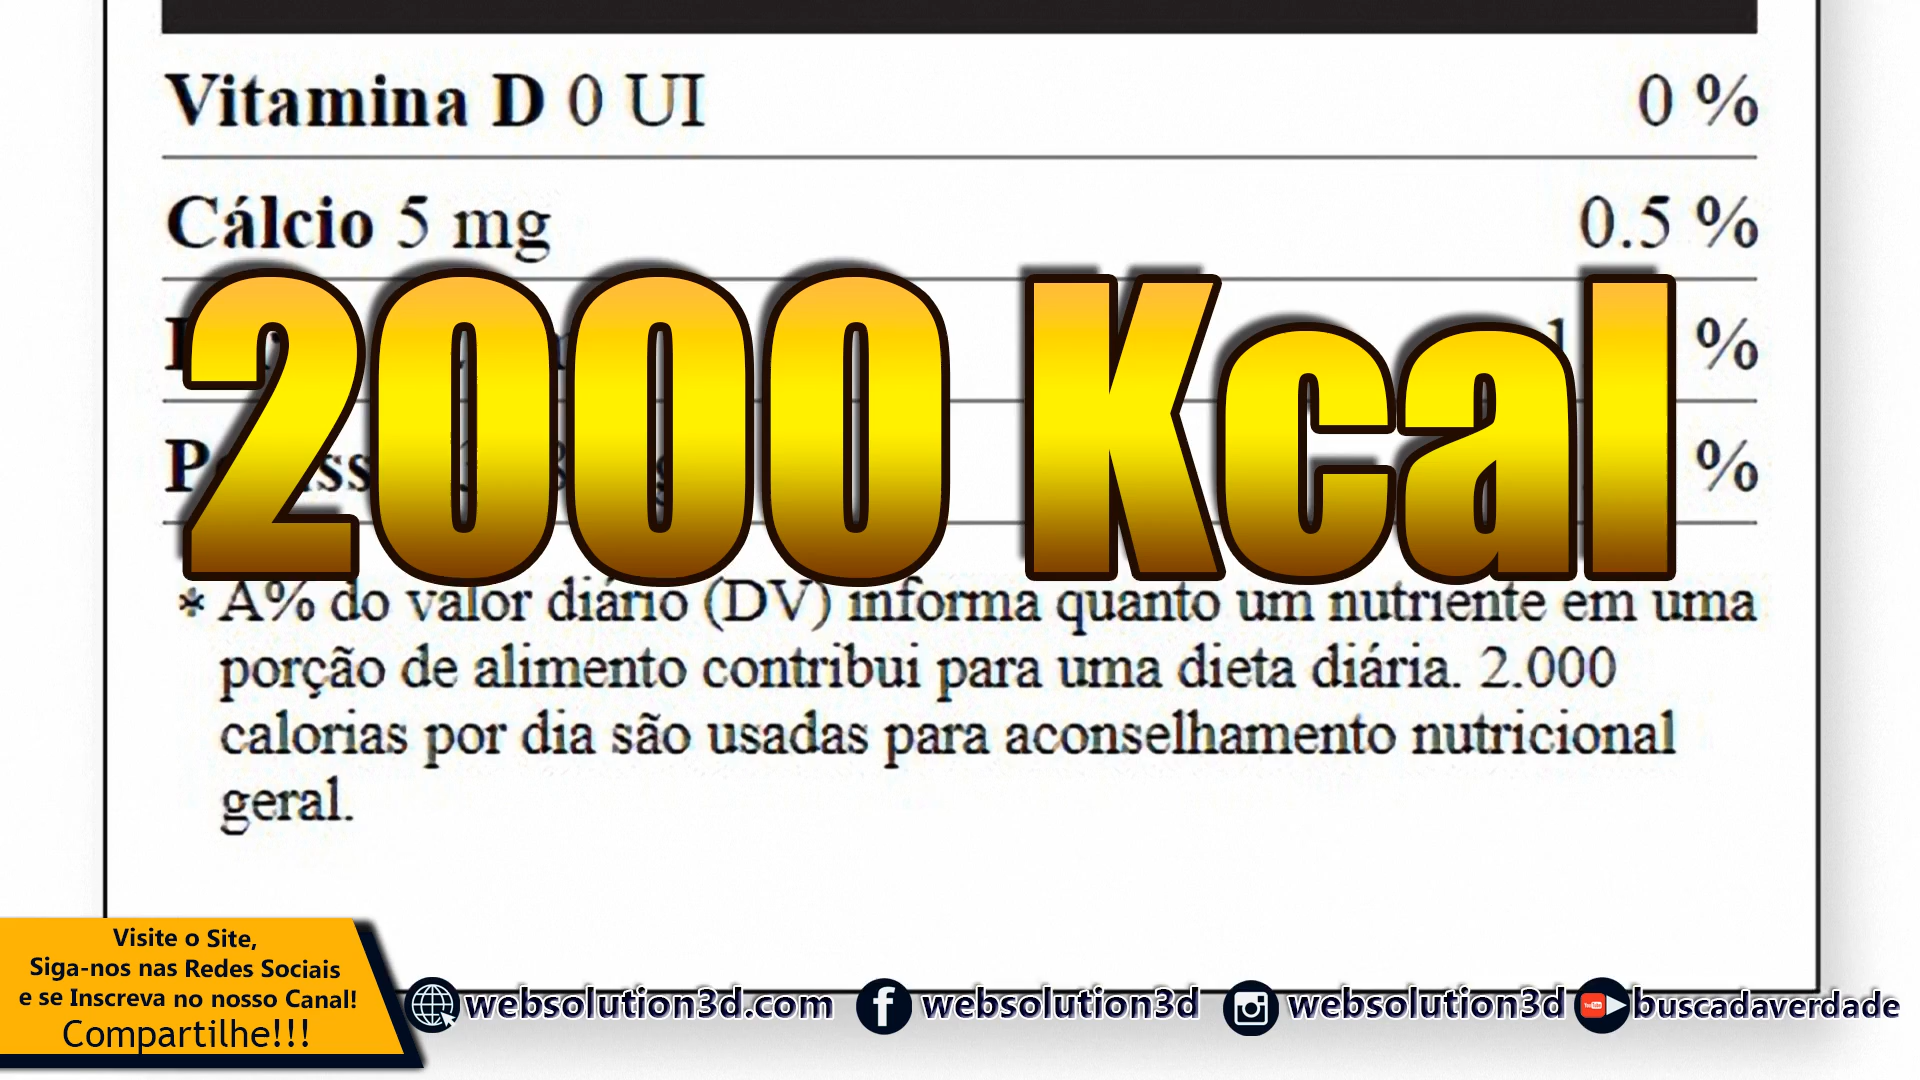 Vitamina D 0 UI 0 %
Cálcio 5 mg 0.5 %
2000 Kcal
%
%
* A% do valor diário (DV) informa quanto um nutriente em uma
porção de alimento contribui para uma dieta diária. 2.000
calorias por dia são usadas para aconselhamento nutricional
geral.
Visite o Site,
Siga-nos nas Redes Sociais
e se Inscreva no nosso Canal!
Compartilhe!!!
websolution3d.com websolution3d websolution3d buscadaverdade